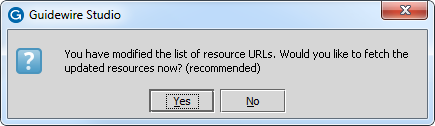 Guidewire Studio
You have modified the list of resource URLs. Would you like to fetch the
updated resources now? (recommended)
Yes
No